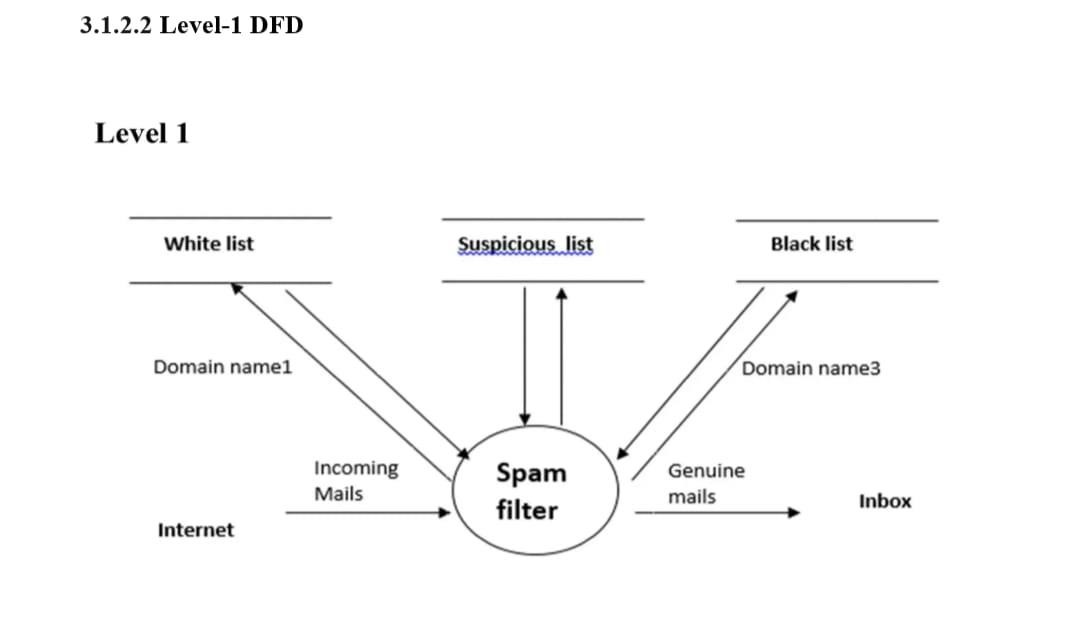 3.1.2.2 Level-1 DFD
Level 1
White list
Suspicious list
Black list
Domain name1
Domain name3
Incoming
Mails
Spam
filter
Genuine
mails
Inbox
Internet